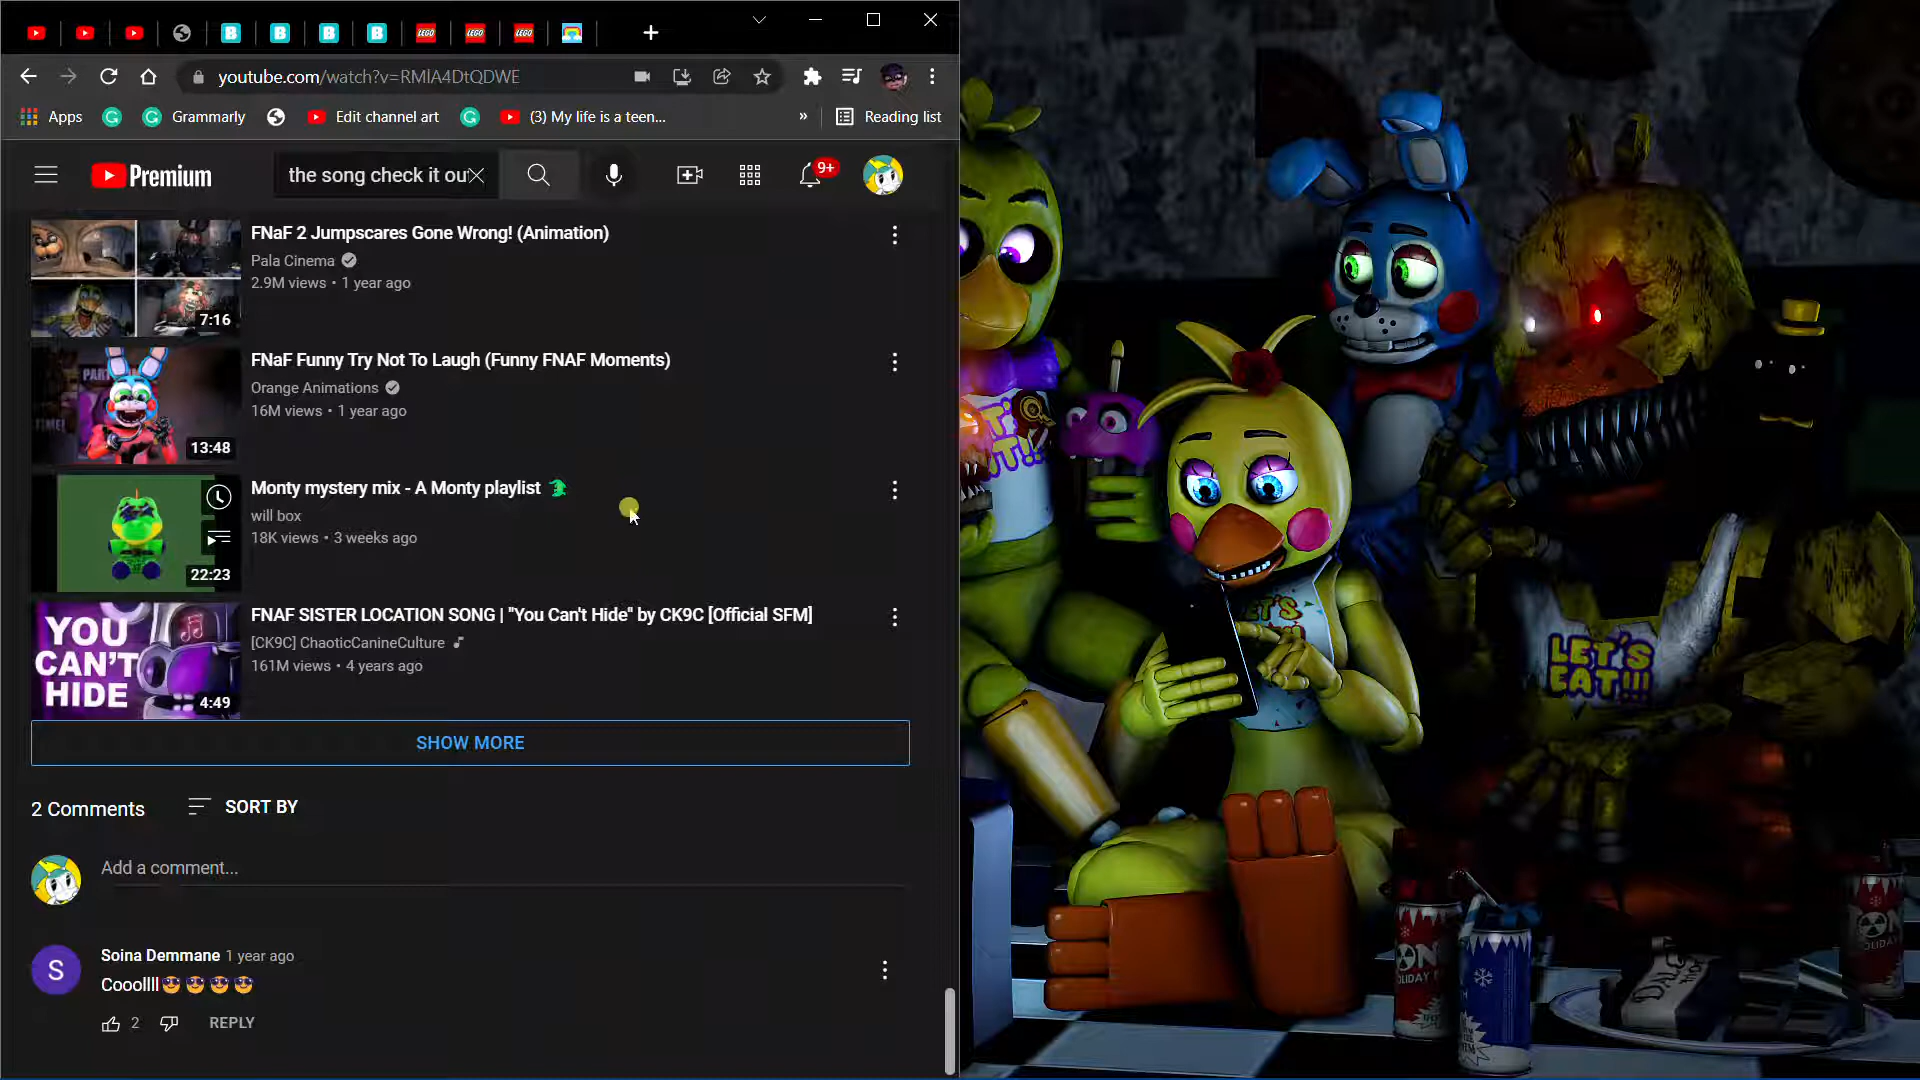 LEGO
LEGO
LEGO
youtube.com/watch?v=RMlA4DtQDWE
Apps
Grammarly
Edit channel art
(3) My life is a teen...
»
Reading list
Premium
the song check it ou
9+
FNaF 2 Jumpscares Gone Wrong! (Animation)
Pala Cinema
2.9M views • 1 year ago
7:16
FNaF Funny Try Not To Laugh (Funny FNAF Moments)
Orange Animations
16M views • 1 year ago
13:48
Monty mystery mix - A Monty playlist
will box
18K views • 3 weeks ago
22:23
FNAF SISTER LOCATION SONG | "You Can't Hide" by CK9C [Official SFM]
[CK9C] ChaoticCanineCulture
161M views • 4 years ago
YOU
CAN'T
HIDE
4:49
SHOW MORE
2 Comments
SORT BY
Add a comment...
S
Soina Demmane 1 year ago
Cooollll
2
REPLY
LET'S
EAT!!!